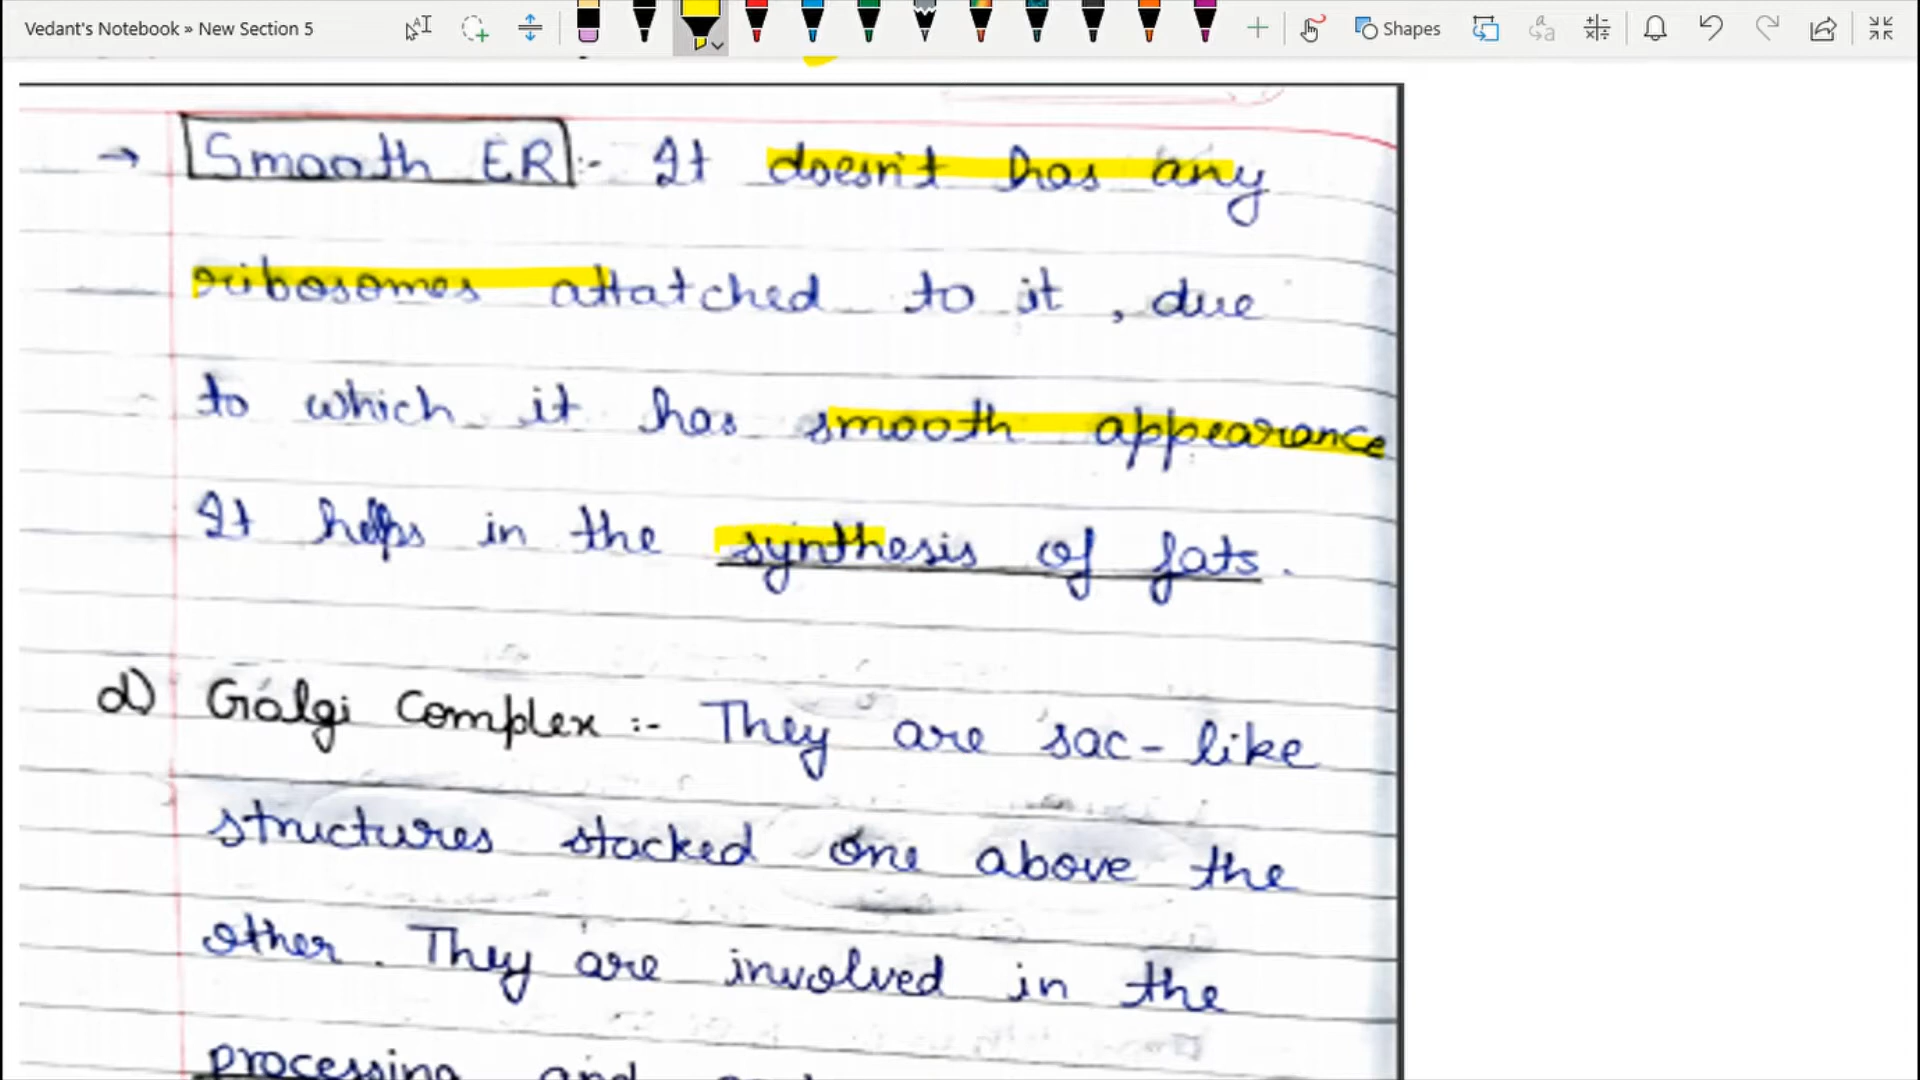 Vedant's Notebook » New Section 5
Shapes
→ Smooth ER :- It doesn't has any
ribosomes attatched to it, due
to which it has smooth appearance
It helps in the synthesis of fats.
d) Golgi Complex :- They are sac-like
structures stacked one above the
other. They are involved in the
processing and